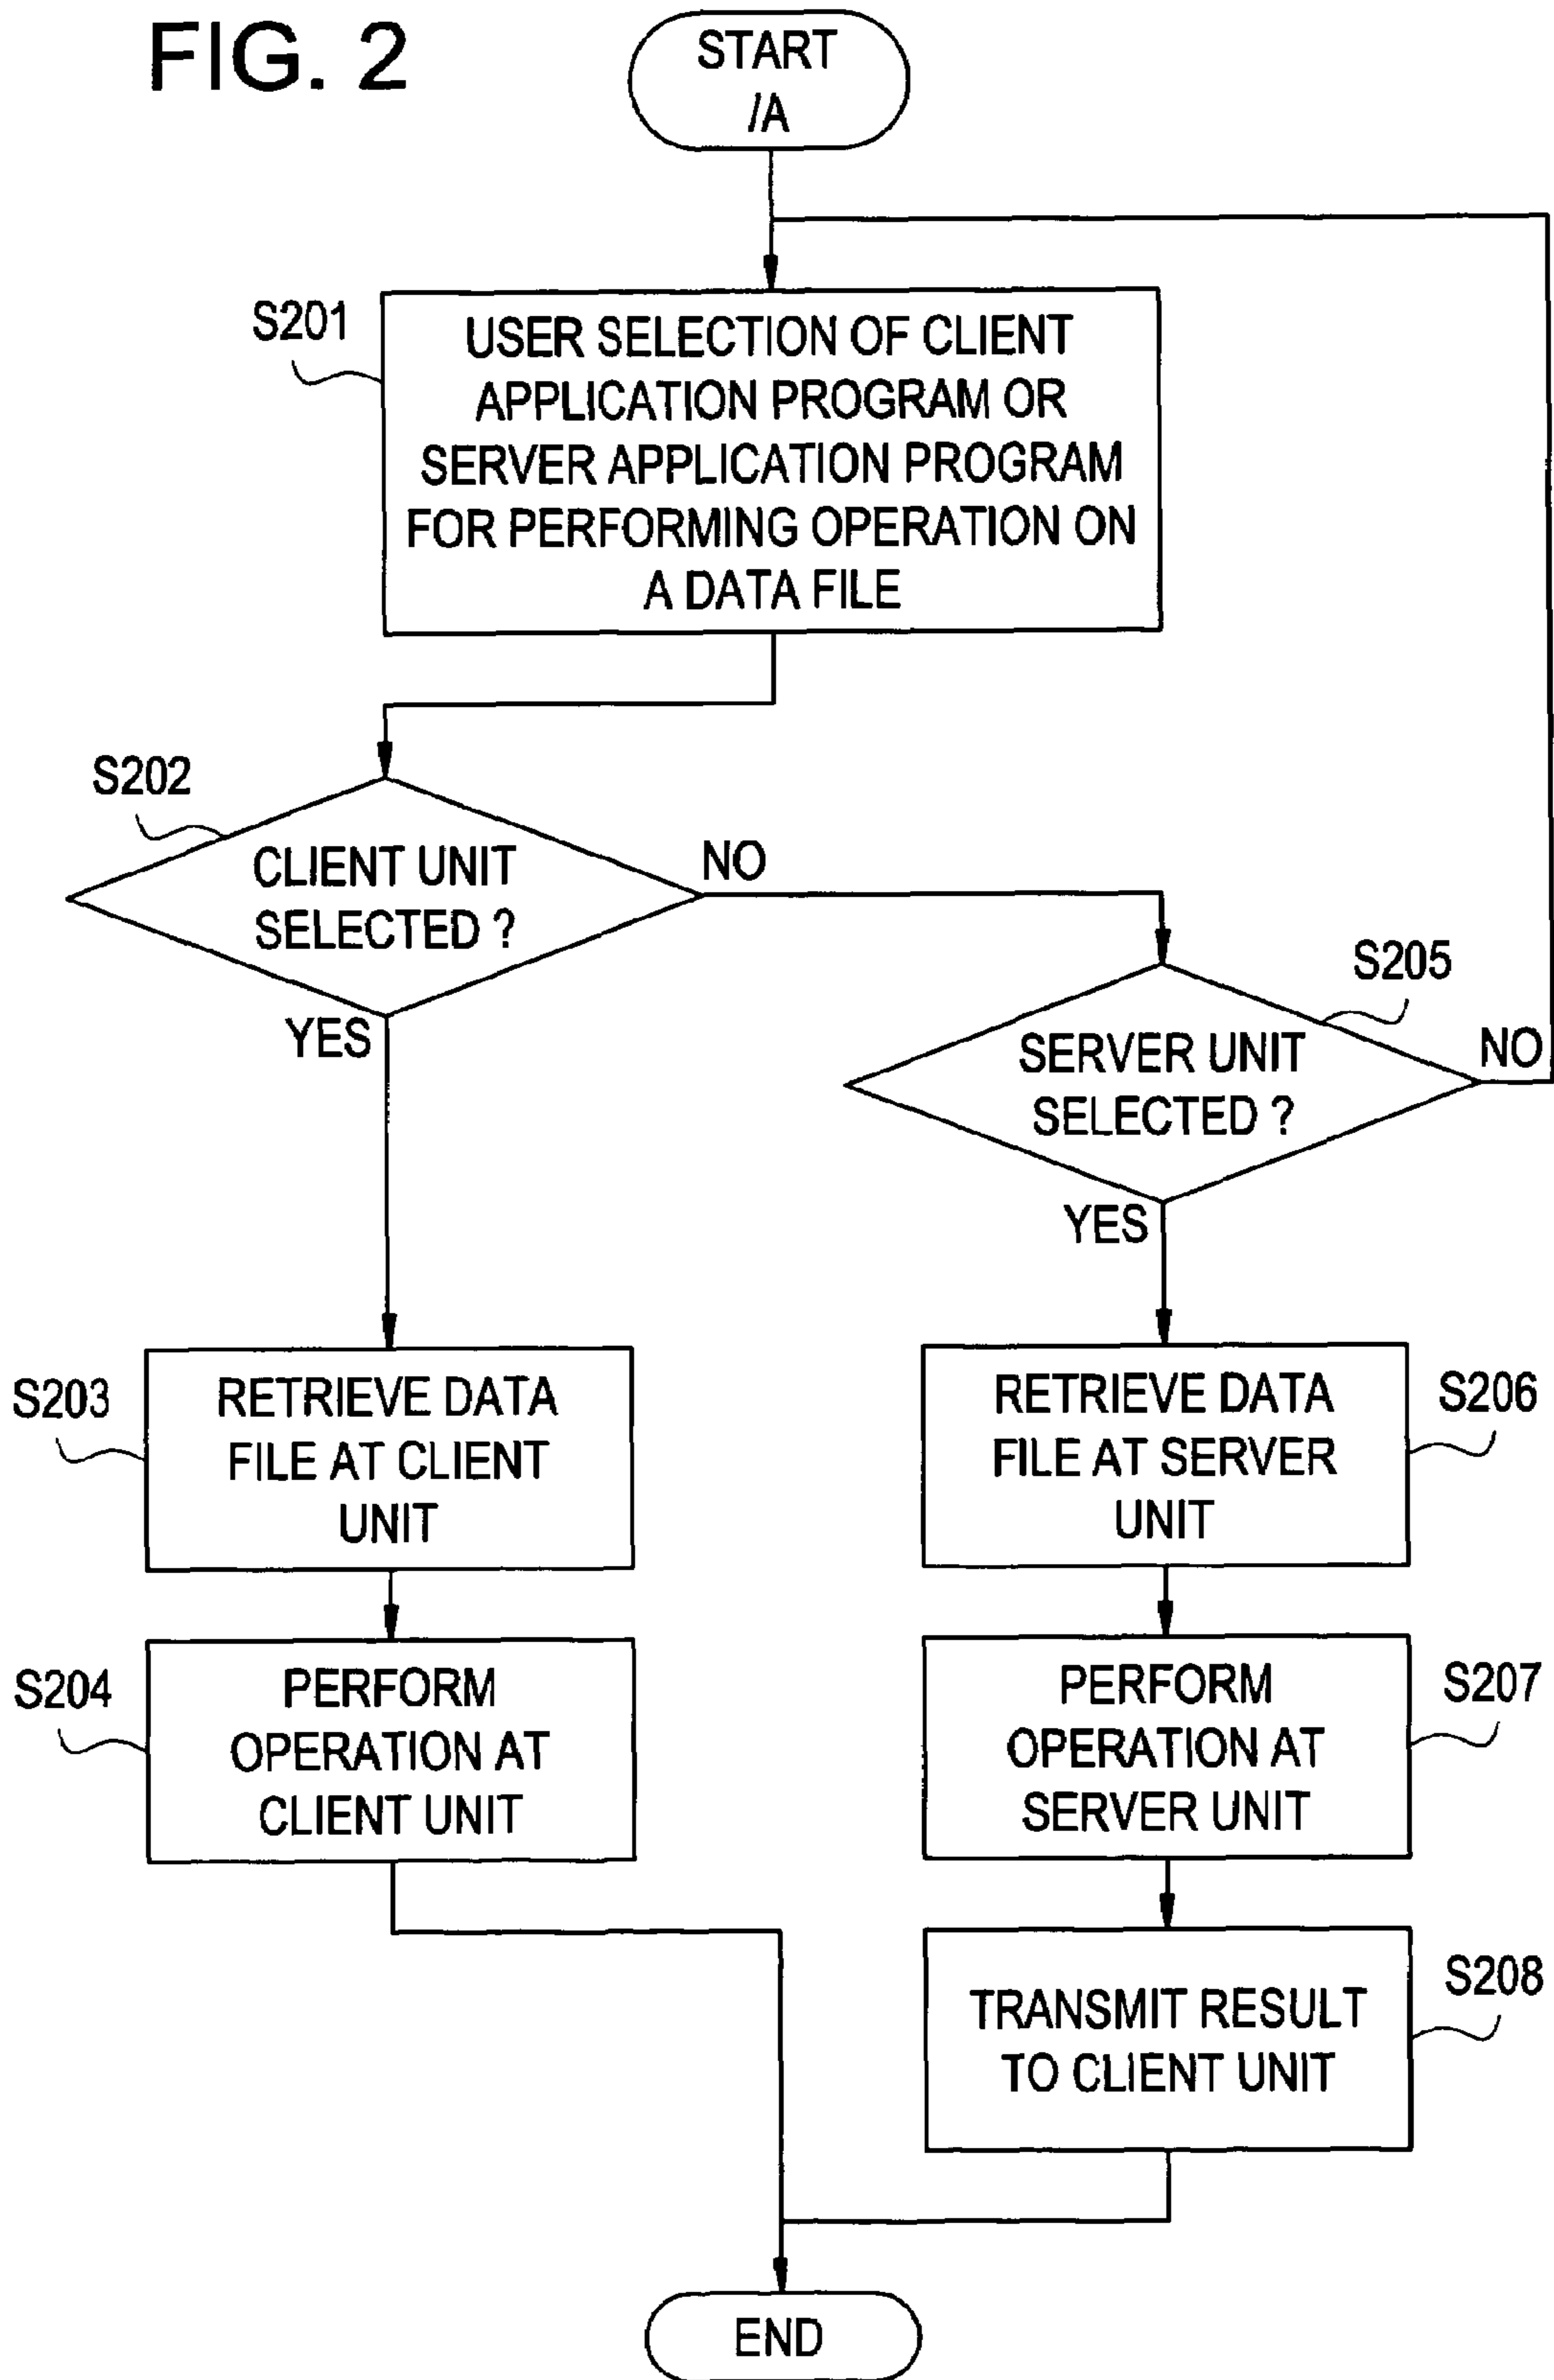 FIG. 2
START
/A
S201
USER SELECTION OF CLIENT
APPLICATION PROGRAM OR
SERVER APPLICATION PROGRAM
FOR PERFORMING OPERATION ON
A DATA FILE
S202
CLIENT UNIT
SELECTED ?
NO
YES
S205
SERVER UNIT
SELECTED ?
NO
YES
S203
RETRIEVE DATA
FILE AT CLIENT
UNIT
S206
RETRIEVE DATA
FILE AT SERVER
UNIT
S204
PERFORM
OPERATION AT
CLIENT UNIT
S207
PERFORM
OPERATION AT
SERVER UNIT
S208
TRANSMIT RESULT
TO CLIENT UNIT
END